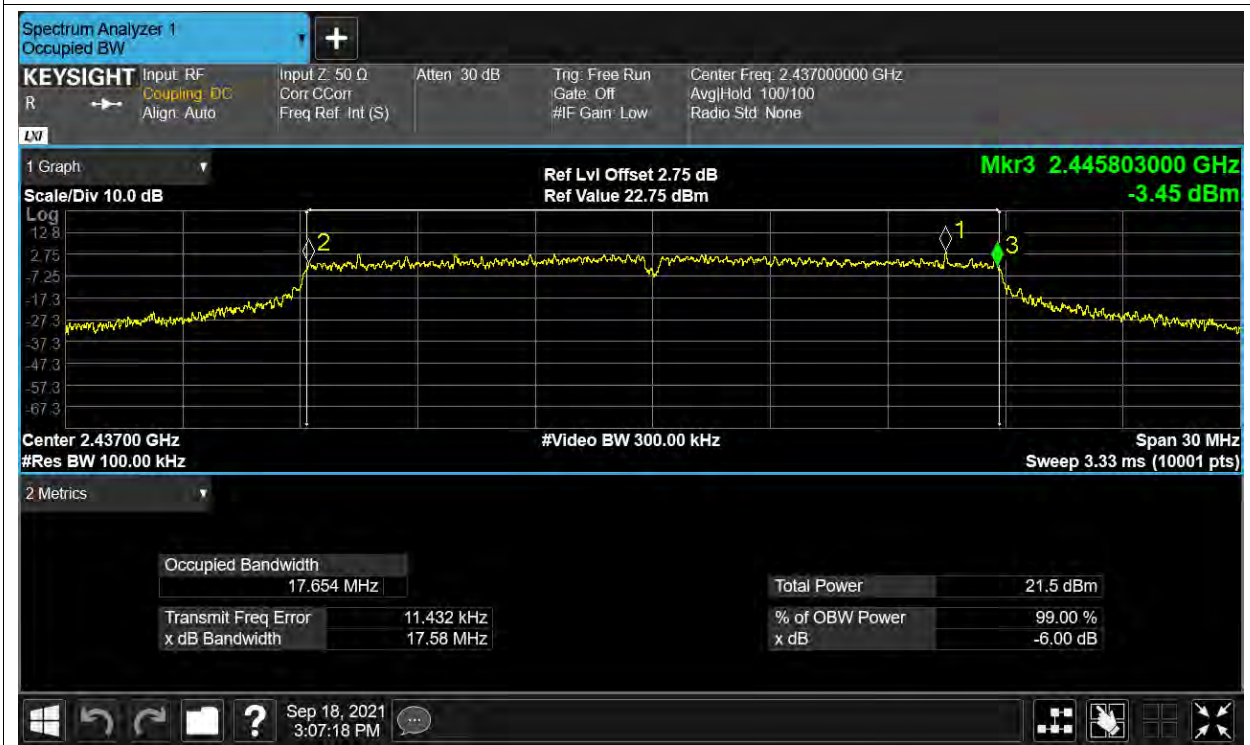 Spectrum Analyzer 1
Occupied BW
+
KEYSIGHT
R
LXI
Input: RF
Coupling: DC
Align: Auto
Input Z: 50 Ω
Corr CCorr
Freq Ref: Int (S)
Atten: 30 dB
Trig: Free Run
Gate: Off
#IF Gain: Low
Center Freq: 2.437000000 GHz
Avg|Hold: 100/100
Radio Std: None
1 Graph
Scale/Div 10.0 dB
Ref Lvl Offset 2.75 dB
Ref Value 22.75 dBm
Mkr3 2.445803000 GHz
-3.45 dBm
Log
12.8
2.75
-7.25
-17.3
-27.3
-37.3
-47.3
-57.3
-67.3
2
1
3
Center 2.43700 GHz
#Res BW 100.00 kHz
#Video BW 300.00 kHz
Span 30 MHz
Sweep 3.33 ms (10001 pts)
2 Metrics
Occupied Bandwidth
17.654 MHz
Transmit Freq Error 11.432 kHz
x dB Bandwidth 17.58 MHz
Total Power 21.5 dBm
% of OBW Power 99.00 %
x dB -6.00 dB
?
Sep 18, 2021
3:07:18 PM